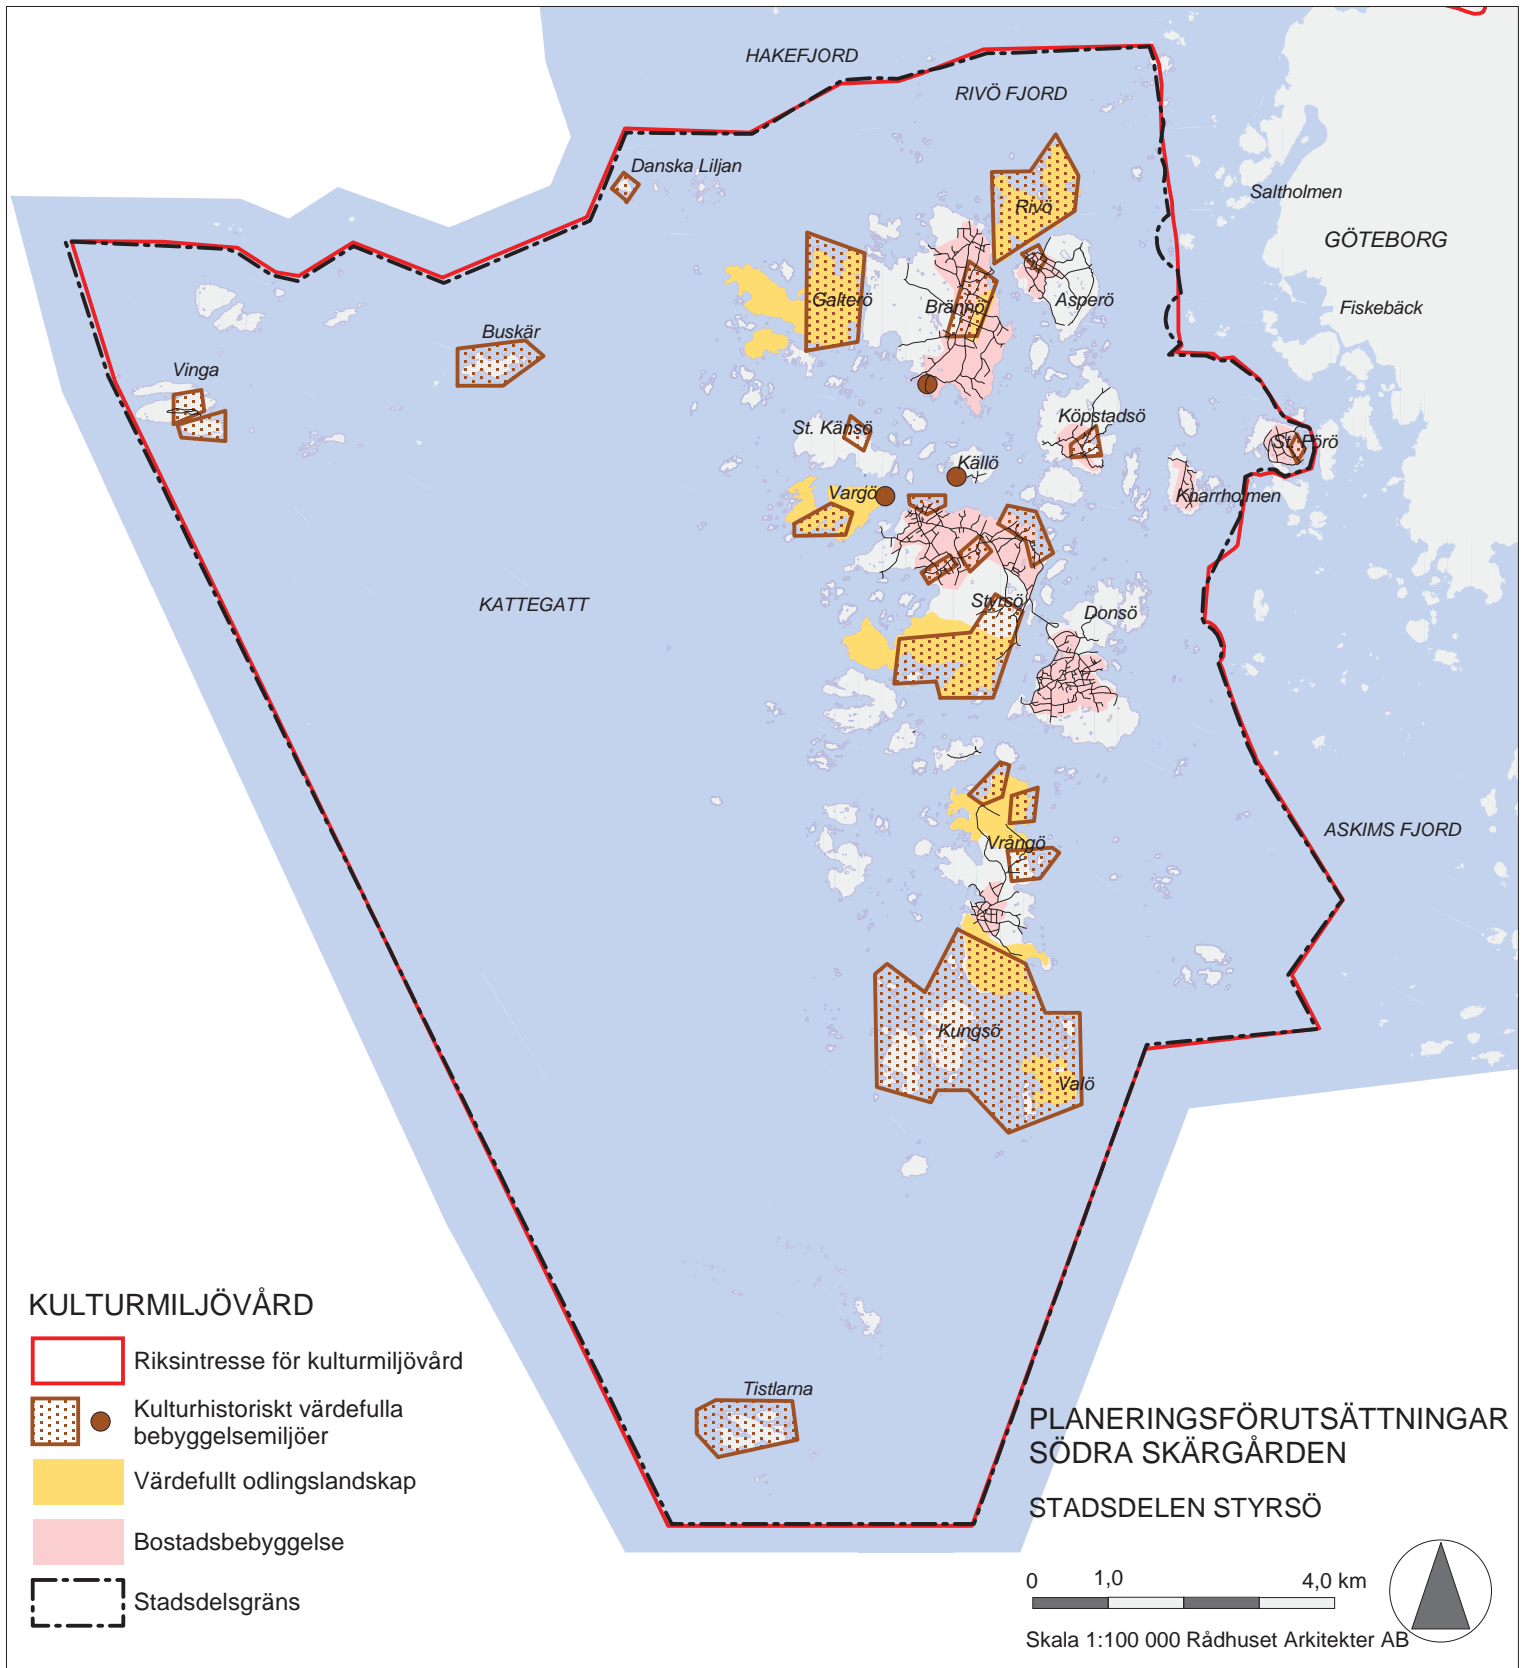 HAKEFJORD
RIVÖ FJORD
Danska Liljan
Saltholmen
Rivö
GÖTEBORG
Galterö
Brännö
Asperö
Fiskebäck
Buskär
Vinga
Köpstadsö
St. Känsö
St. Förö
Källö
Vargö
Knarrholmen
KATTEGATT
Styrsö
Donsö
ASKIMS FJORD
Vrångö
Kungsö
Valö
Tistlarna
KULTURMILJÖVÅRD
Riksintresse för kulturmiljövård
Kulturhistoriskt värdefulla
bebyggelsemiljöer
Värdefullt odlingslandskap
Bostadsbebyggelse
Stadsdelsgräns
PLANERINGSFÖRUTSÄTTNINGAR
SÖDRA SKÄRGÅRDEN
STADSDELEN STYRSÖ
0 1,0 4,0 km
Skala 1:100 000 Rådhuset Arkitekter AB